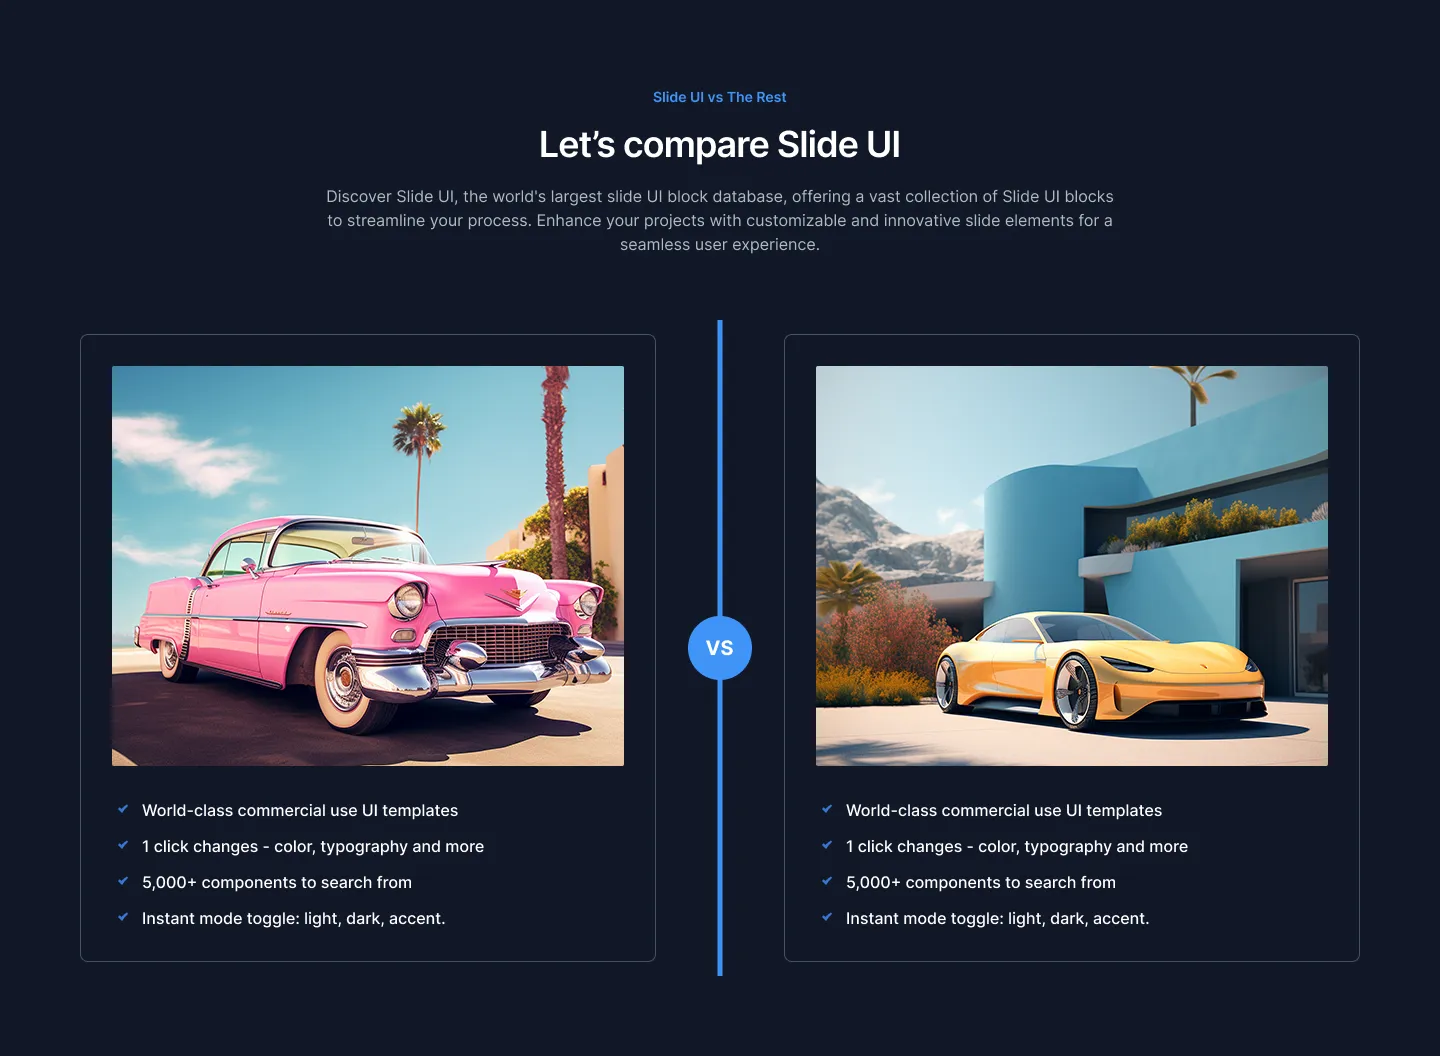 Slide UI vs The Rest
Let’s compare Slide UI
Discover Slide UI, the world's largest slide UI block database, offering a vast collection of Slide UI blocks
to streamline your process. Enhance your projects with customizable and innovative slide elements for a
seamless user experience.
VS
World-class commercial use UI templates
1 click changes - color, typography and more
5,000+ components to search from
Instant mode toggle: light, dark, accent.
World-class commercial use UI templates
1 click changes - color, typography and more
5,000+ components to search from
Instant mode toggle: light, dark, accent.